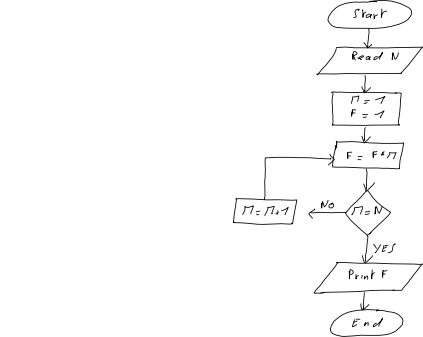 Start
Read N
M = 1
F = 1
F = F * M
NO
M = N
M = M+1
YES
Print F
End